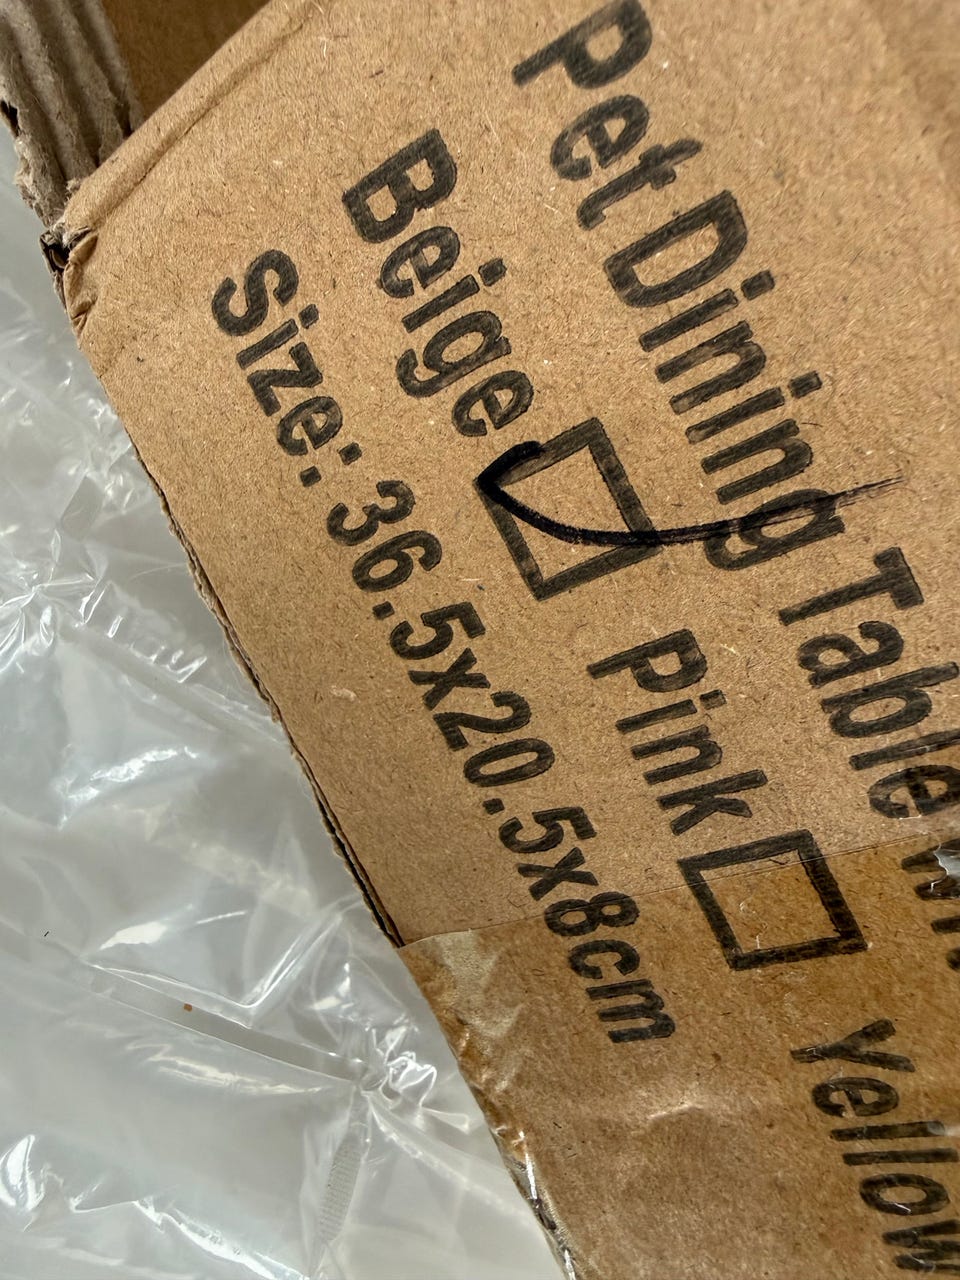 Pet Dining Table
Beige ☑ Pink ☐ Yellow
Size: 36.5x20.5x8cm